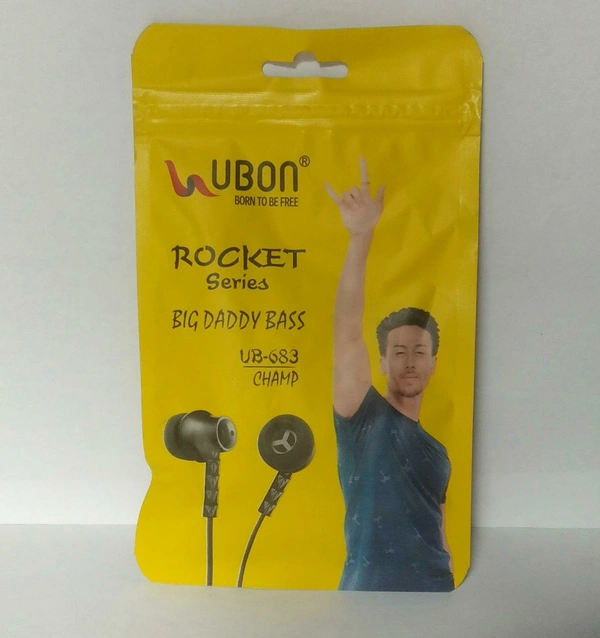 UBON®
BORN TO BE FREE
ROCKET
Series
BIG DADDY BASS
UB-683
CHAMP